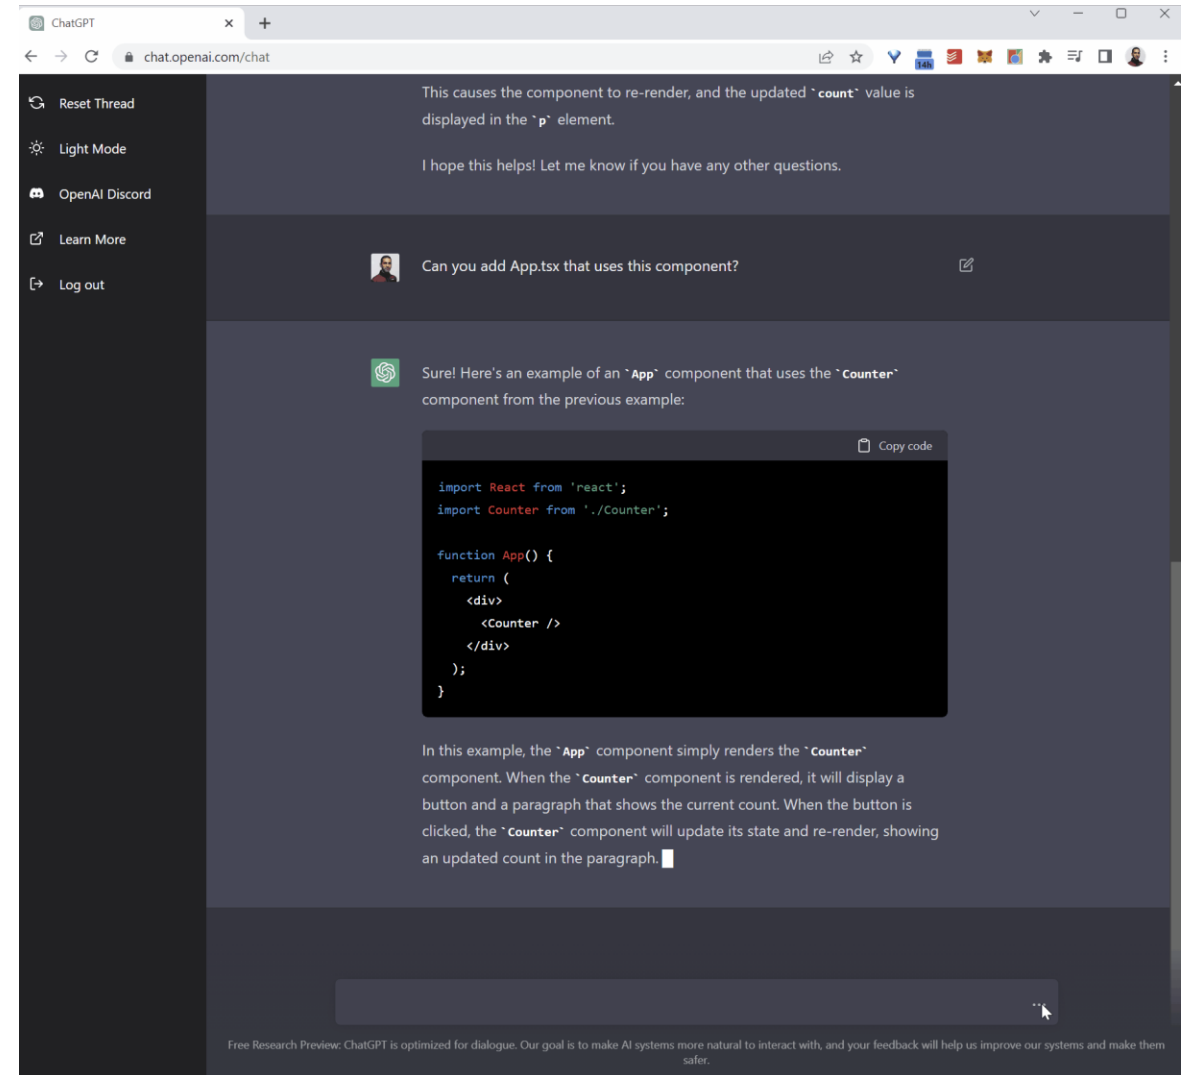 ChatGPT
chat.openai.com/chat
14k
Reset Thread
Light Mode
OpenAI Discord
Learn More
Log out
This causes the component to re-render, and the updated `count` value is
displayed in the `p` element.
I hope this helps! Let me know if you have any other questions.
Can you add App.tsx that uses this component?
Sure! Here's an example of an `App` component that uses the `Counter`
component from the previous example:
Copy code
import React from 'react';
import Counter from './Counter';
function App() {
  return (
    <div>
      <Counter />
    </div>
  );
}
In this example, the `App` component simply renders the `Counter`
component. When the `Counter` component is rendered, it will display a
button and a paragraph that shows the current count. When the button is
clicked, the `Counter` component will update its state and re-render, showing
an updated count in the paragraph.
Free Research Preview: ChatGPT is optimized for dialogue. Our goal is to make AI systems more natural to interact with, and your feedback will help us improve our systems and make them
safer.